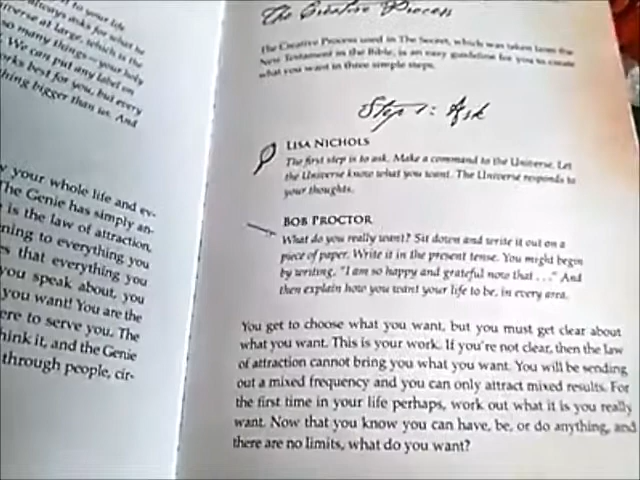 to your life
always asks for what he
universe at large, which is the
so many things—your holy
We can put any label on
works best for you, but every
thing bigger than us. And
your whole life and ev-
The Genie has simply an-
is the law of attraction,
ning to everything you
s that everything you
you speak about, you
you want! You are the
ere to serve you. The
hink it, and the Genie
through people, cir-
The Creative Process
The Creative Process used in The Secret, which was taken from the
New Testament in the Bible, is an easy guideline for you to create
what you want in three simple steps.
Step 1: Ask
LISA NICHOLS
The first step is to ask. Make a command to the Universe. Let
the Universe know what you want. The Universe responds to
your thoughts.
BOB PROCTOR
What do you really want? Sit down and write it out on a
piece of paper. Write it in the present tense. You might begin
by writing, "I am so happy and grateful now that . . ." And
then explain how you want your life to be, in every area.
You get to choose what you want, but you must get clear about
what you want. This is your work. If you're not clear, then the law
of attraction cannot bring you what you want. You will be sending
out a mixed frequency and you can only attract mixed results. For
the first time in your life perhaps, work out what it is you really
want. Now that you know you can have, be, or do anything, and
there are no limits, what do you want?